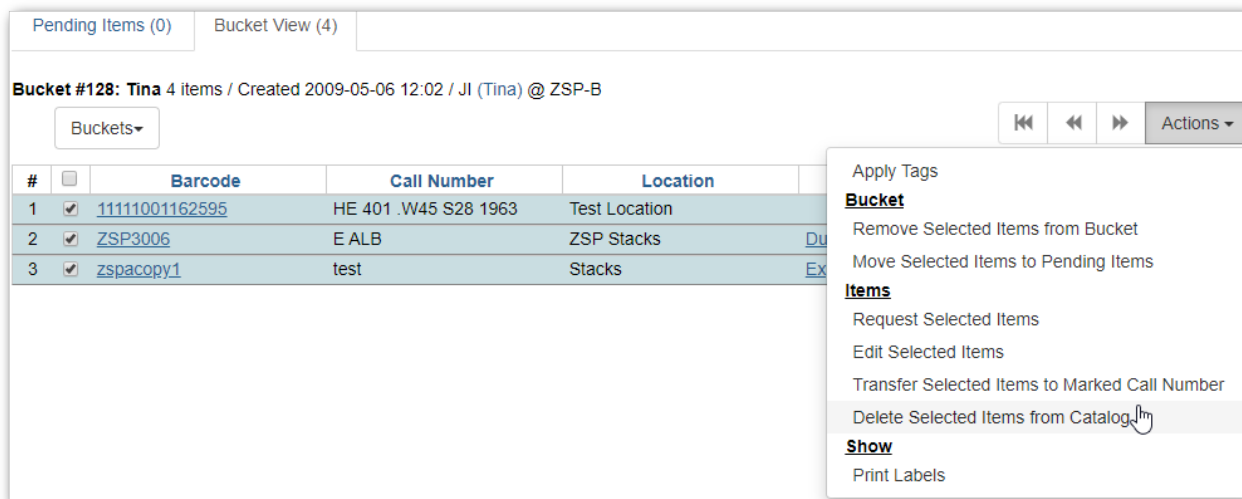 Pending Items (0) Bucket View (4)
Bucket #128: Tina 4 items / Created 2009-05-06 12:02 / JI (Tina) @ ZSP-B
Buckets
Actions
# Barcode Call Number Location
1 11111001162595 HE 401 .W45 S28 1963 Test Location
2 ZSP3006 E ALB ZSP Stacks Du
3 zspacopy1 test Stacks Ex
Apply Tags
Bucket
Remove Selected Items from Bucket
Move Selected Items to Pending Items
Items
Request Selected Items
Edit Selected Items
Transfer Selected Items to Marked Call Number
Delete Selected Items from Catalog
Show
Print Labels